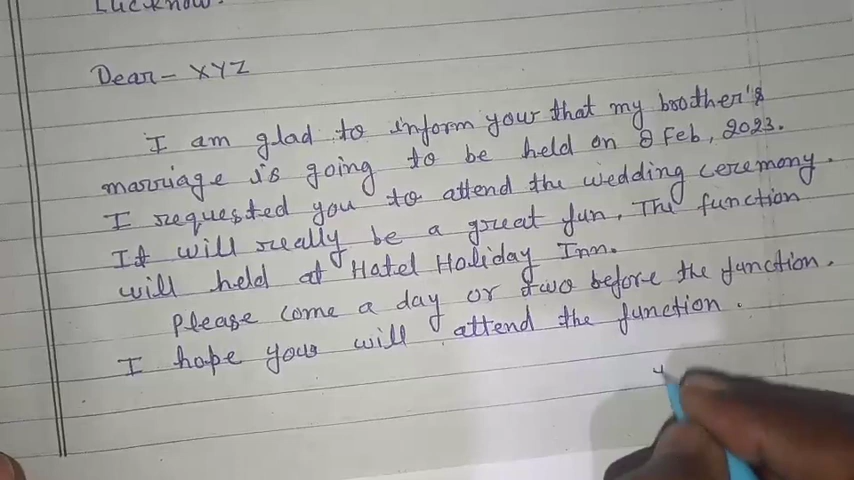 Lucknow.
Dear - XYZ
I am glad to inform your that my brother's
marriage is going to be held on 8 Feb, 2023.
I requested you to attend the wedding ceremony.
It will really be a great fun. The function
will held at Hotel Holiday Inn.
Please come a day or two before the function.
I hope your will attend the function.
y